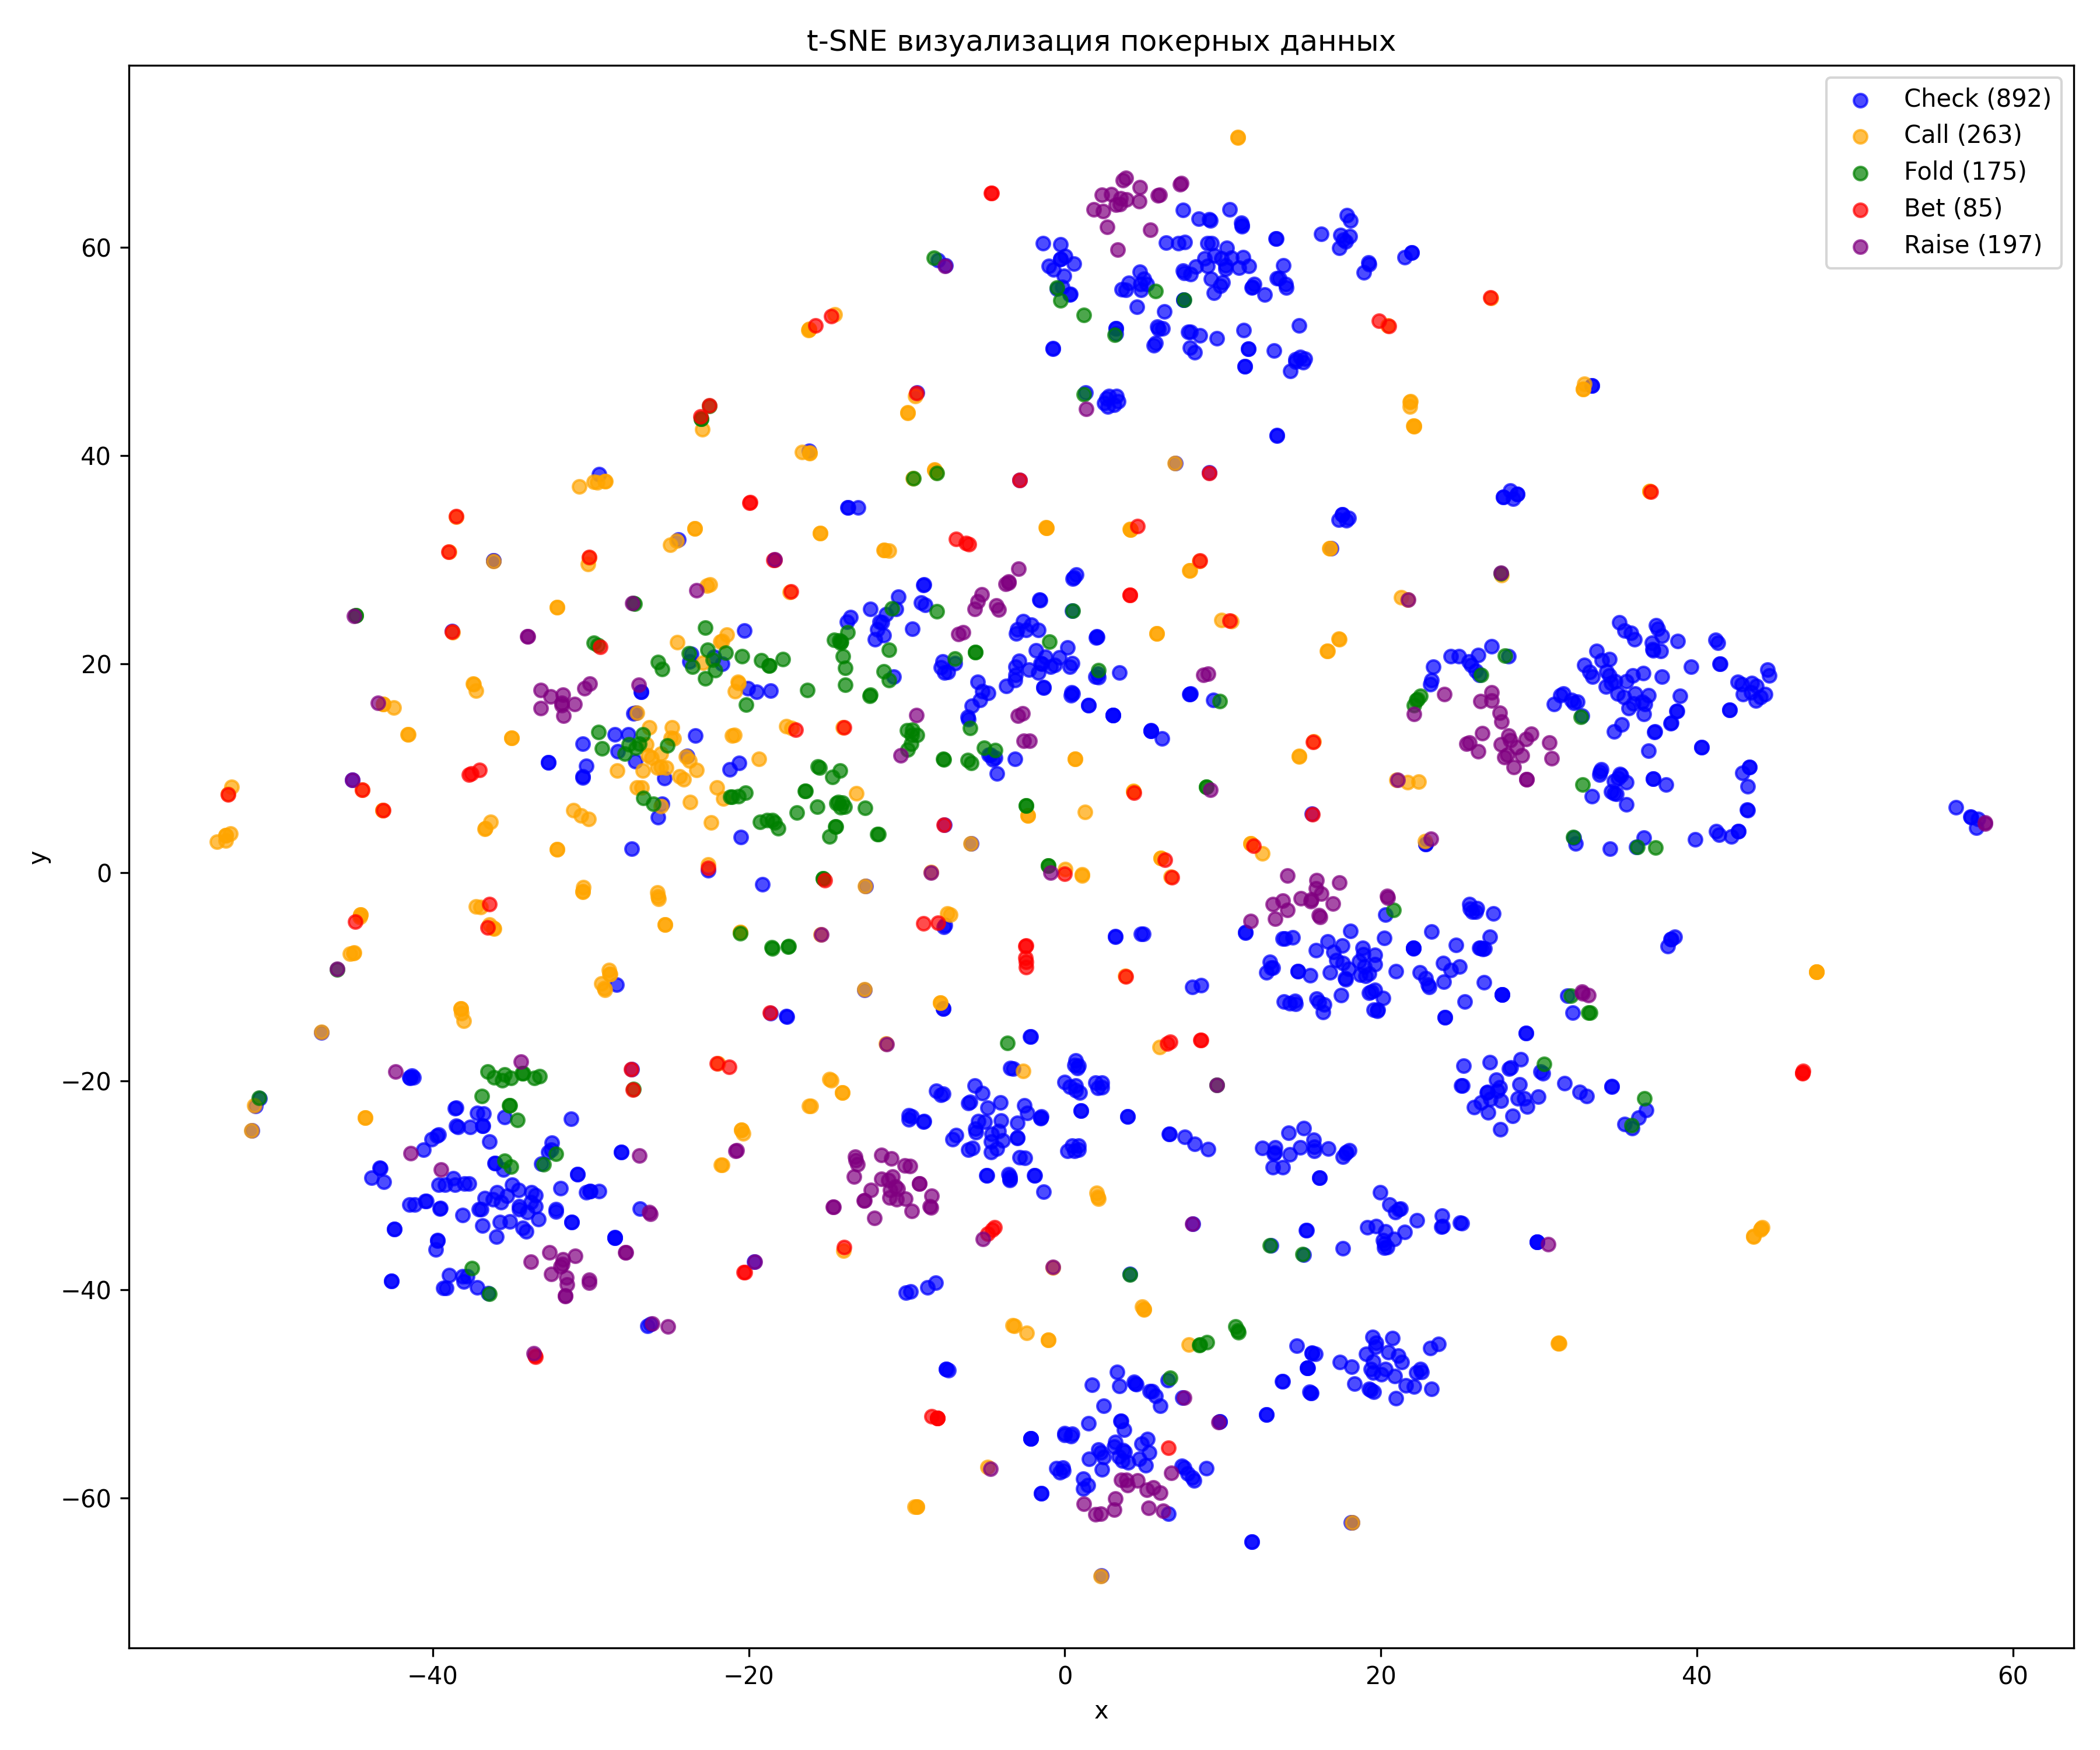 t-SNE визуализация покерных данных
Check (892)
Call (263)
Fold (175)
Bet (85)
Raise (197)
60
40
20
0
−20
−40
−60
y
−40
−20
0
20
40
60
x